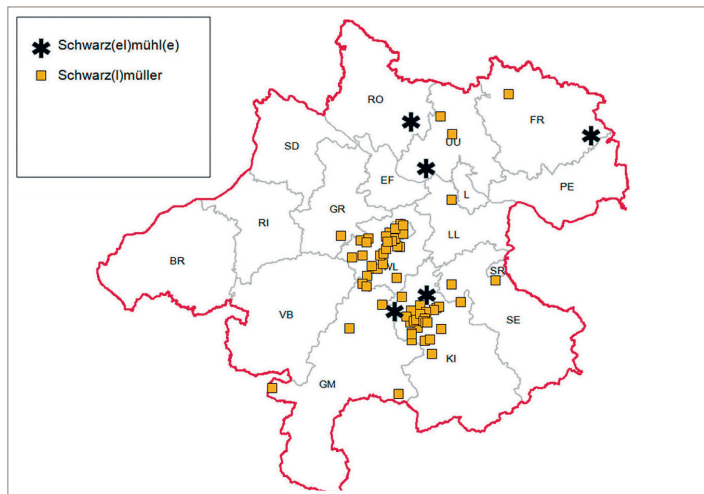 Schwarz(el)mühl(e)
Schwarz(l)müller
RO
FR
SD
UU
EF
PE
L
GR
RI
LL
BR
WL
SR
VB
SE
KI
GM